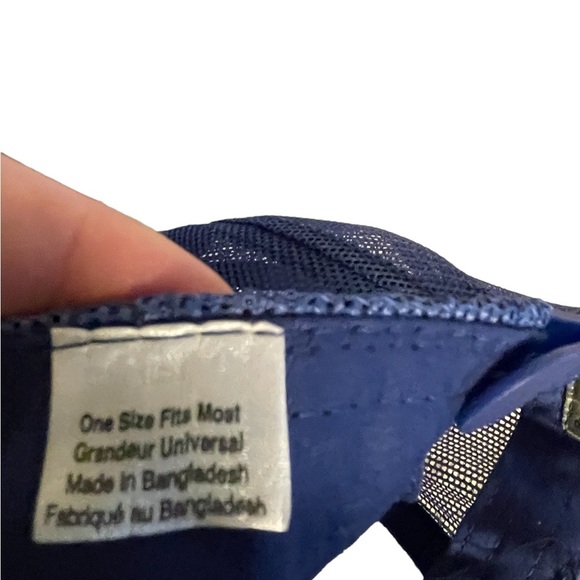 One Size Fits Most
Grandeur Universal
Made in Bangladesh
Fabriqué au Bangladesh